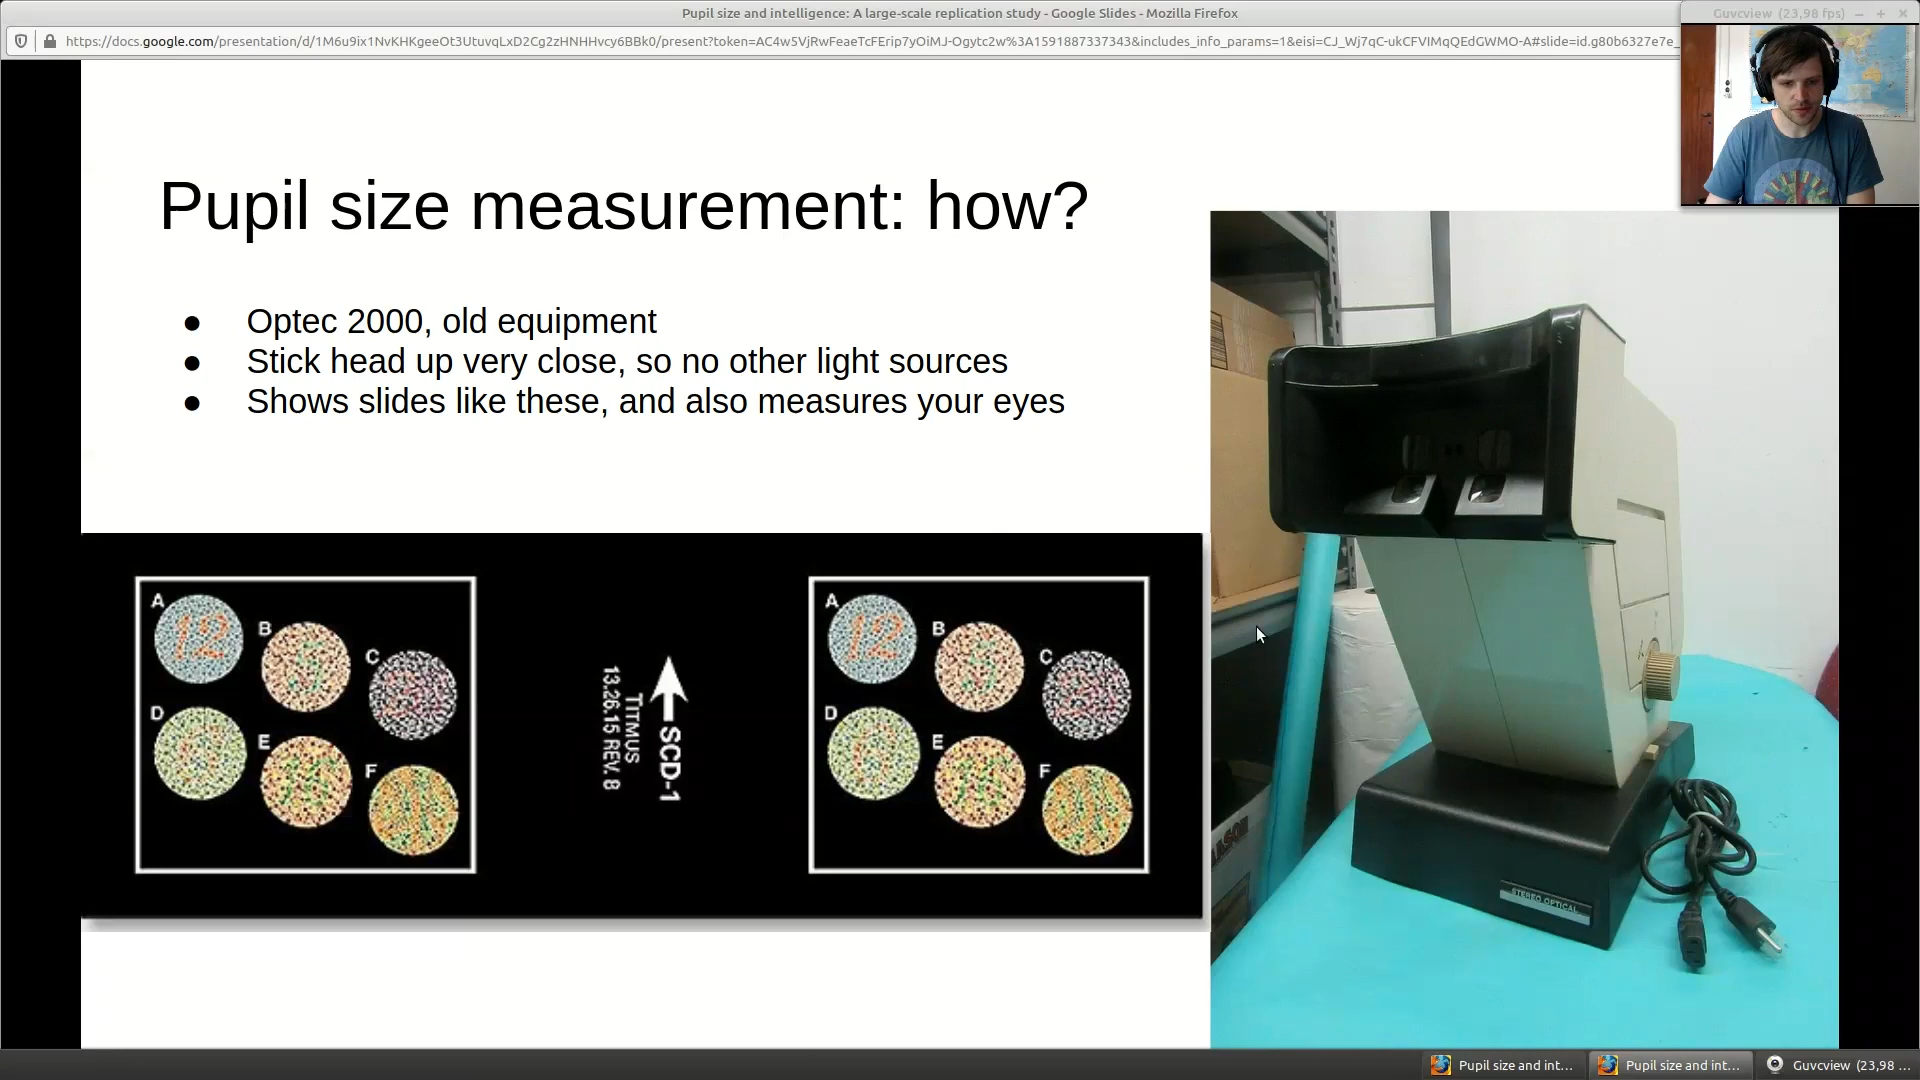 Pupil size and intelligence: A large-scale replication study - Google Slides - Mozilla Firefox
Guvcview (23,98 fps)
https://docs.google.com/presentation/d/1M6u9ix1NvKHKgeeOt3UtuvqLxD2Cg2zHNHHvcy6BBk0/present?token=AC4w5VjRwFeaeTcFErip7yOiMJ-Ogytc2w%3A1591887337343&includes_info_params=1&eisi=CJ_Wj7qC-ukCFVIMqQEdGWMO-A#slide=id.g80b6327e7e_
Pupil size measurement: how?
● Optec 2000, old equipment
● Stick head up very close, so no other light sources
● Shows slides like these, and also measures your eyes
A
12
B
C
D
E
F
SCD-1
TITMUS
13.26.15 REV. 8
A
12
B
C
D
E
F
STEREO OPTICAL
Pupil size and int...
Pupil size and int...
Guvcview (23,98 ...